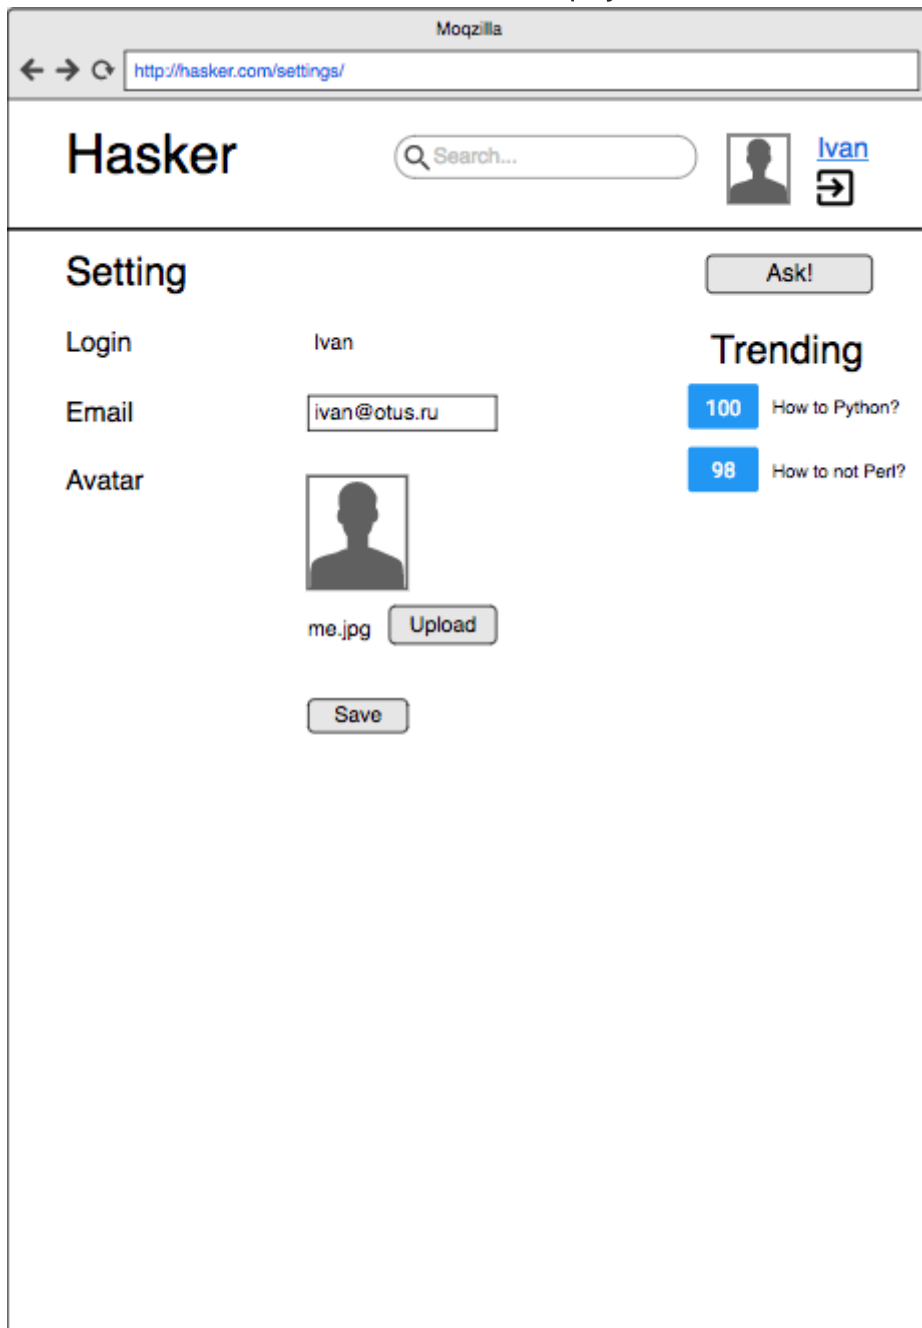 Moqzilla
http://hasker.com/settings/
Hasker
Search...
Ivan
Setting
Ask!
Login
Ivan
Trending
Email
ivan@otus.ru
100 How to Python?
Avatar
98 How to not Perl?
me.jpg
Upload
Save